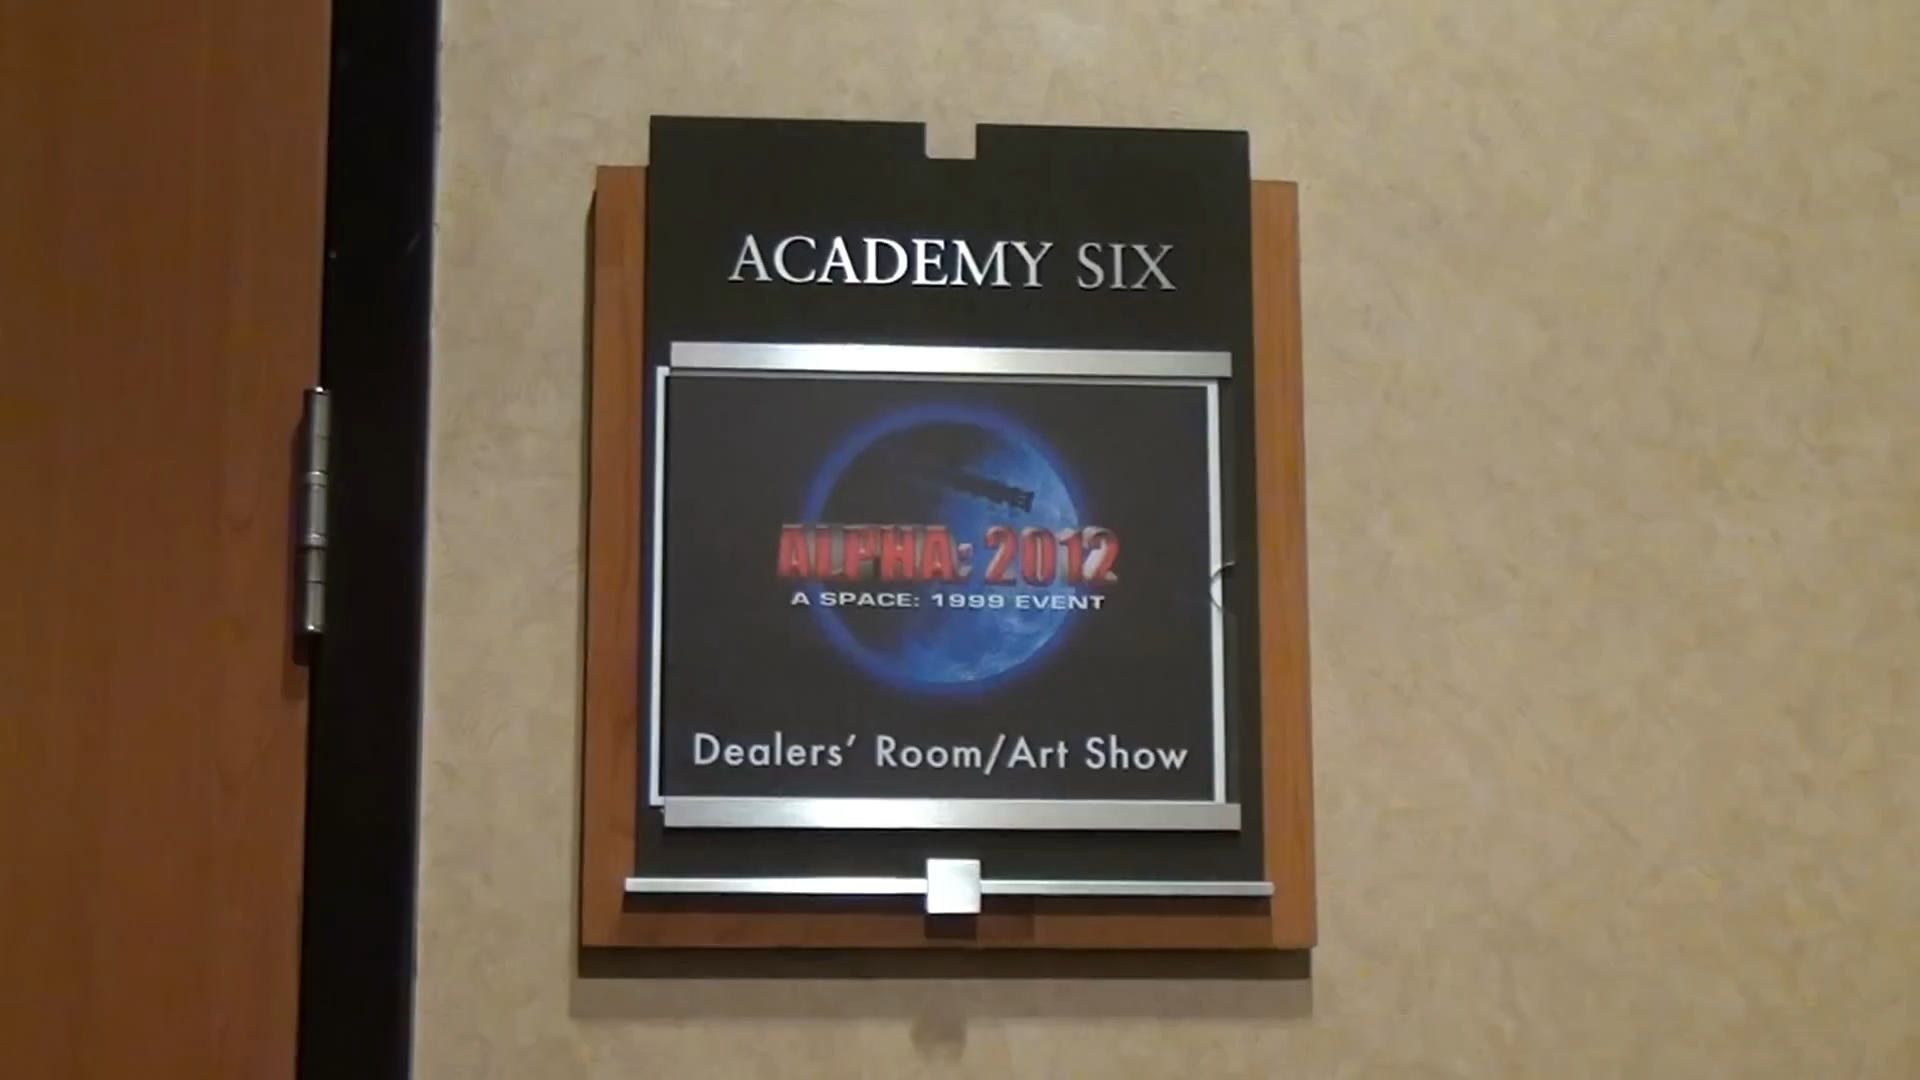 ACADEMY SIX
ALPHA: 2012
A SPACE: 1999 EVENT
Dealers' Room/Art Show